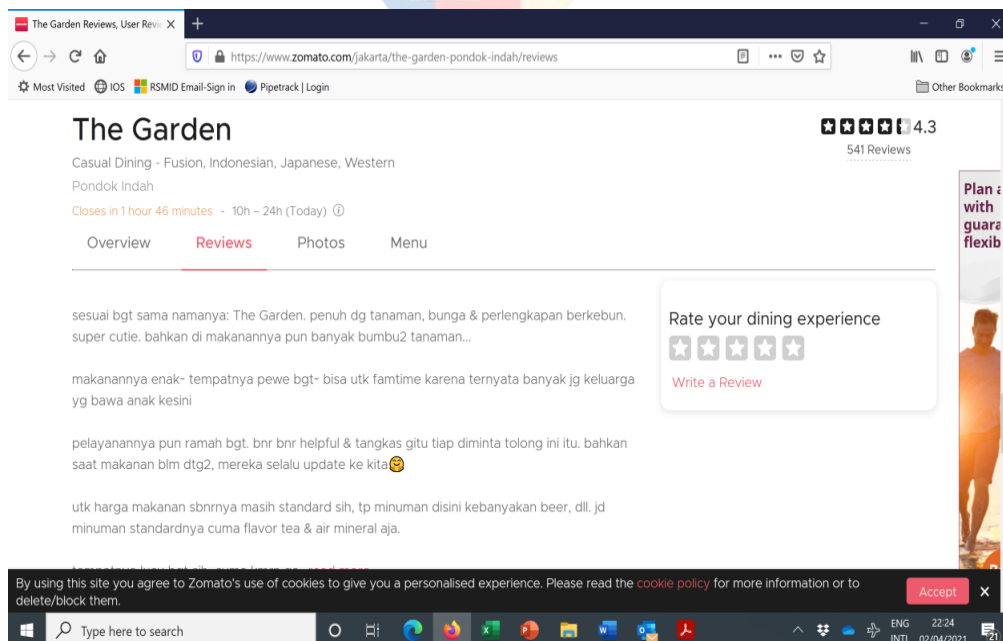 The Garden Reviews, User Revie
https://www.zomato.com/jakarta/the-garden-pondok-indah/reviews
Most Visited IOS RSMID Email-Sign in Pipetrack | Login Other Bookmarks
The Garden
4.3
541 Reviews
Casual Dining - Fusion, Indonesian, Japanese, Western
Pondok Indah
Closes in 1 hour 46 minutes - 10h – 24h (Today)
Overview Reviews Photos Menu
sesuai bgt sama namanya: The Garden. penuh dg tanaman, bunga & perlengkapan berkebun.
super cutie. bahkan di makanannya pun banyak bumbu2 tanaman...
makanannya enak~ tempatnya pewe bgt~ bisa utk famtime karena ternyata banyak jg keluarga
yg bawa anak kesini
pelayanannya pun ramah bgt. bnr bnr helpful & tangkas gitu tiap diminta tolong ini itu. bahkan
saat makanan blm dtg2, mereka selalu update ke kita🤗
utk harga makanan sbnrnya masih standard sih, tp minuman disini kebanyakan beer, dll. jd
minuman standardnya cuma flavor tea & air mineral aja.
Rate your dining experience
Write a Review
Plan
with
guara
flexib
By using this site you agree to Zomato's use of cookies to give you a personalised experience. Please read the cookie policy for more information or to
delete/block them.
Accept
Type here to search
ENG
INTL
22:24
02/04/2021
21